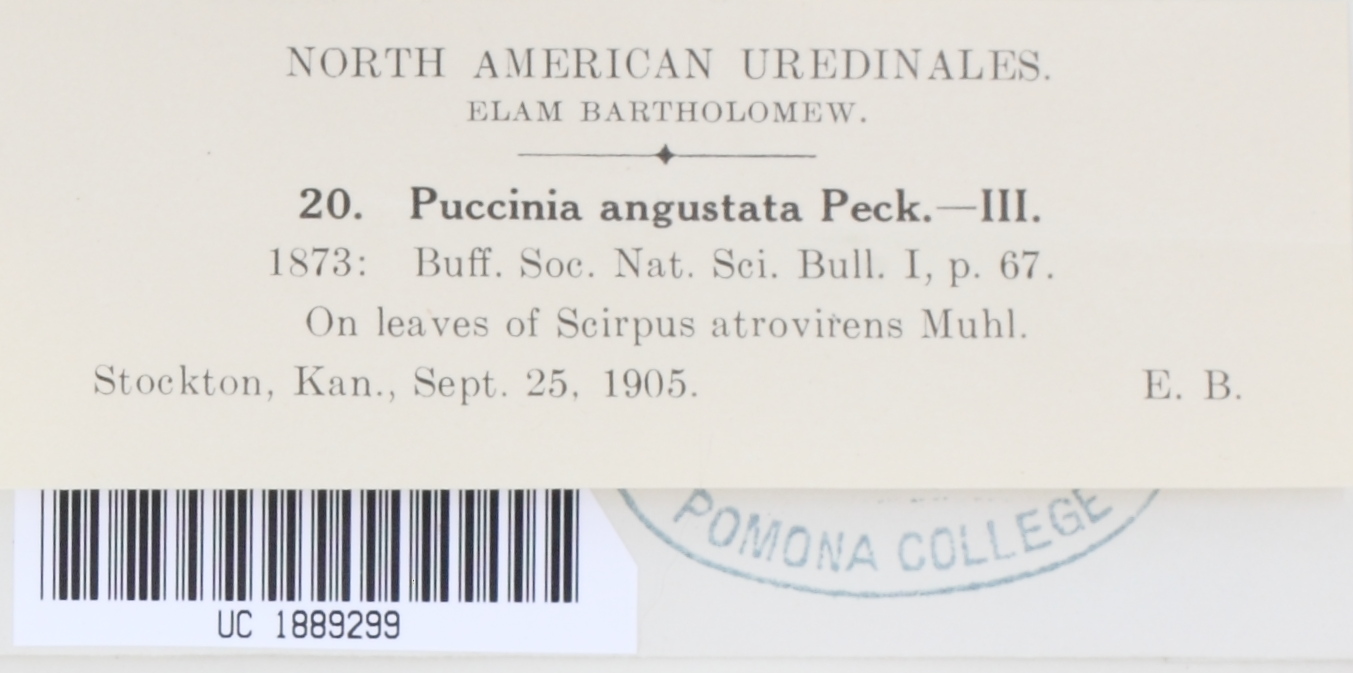 NORTH AMERICAN UREDINALES.
ELAM BARTHOLOMEW.
20. Puccinia angustata Peck.—III.
1873: Buff. Soc. Nat. Sci. Bull. I, p. 67.
On leaves of Scirpus atrovirens Muhl.
Stockton, Kan., Sept. 25, 1905. E. B.
POMONA COLLEGE
UC 1889299